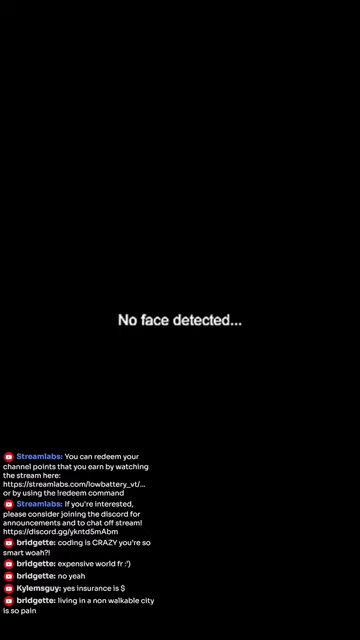 No face detected...
Streamlabs: You can redeem your
channel points that you earn by watching
the stream here:
https://streamlabs.com/lowbattery_vt/...
or by using the !redeem command
Streamlabs: If you're interested,
please consider joining the discord for
announcements and to chat off stream!
https://discord.gg/ykntd5mAbm
bridgette: coding is CRAZY you're so
smart woah?!
bridgette: expensive world fr :')
bridgette: no yeah
Kylemsguy: yes insurance is $
bridgette: living in a non walkable city
is so pain